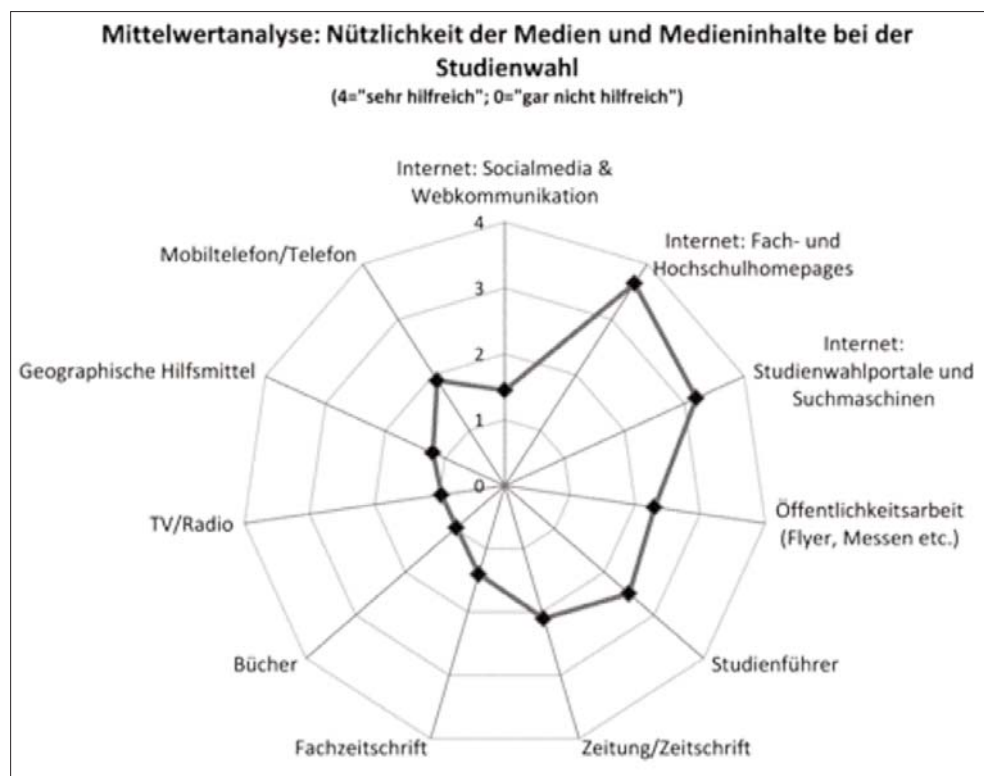 Mittelwertanalyse: Nützlichkeit der Medien und Medieninhalte bei der
Studienwahl
(4="sehr hilfreich"; 0="gar nicht hilfreich")
Internet: Socialmedia &
Webkommunikation
Internet: Fach- und
Hochschulhomepages
Internet:
Studienwahlportale und
Suchmaschinen
Öffentlichkeitsarbeit
(Flyer, Messen etc.)
Studienführer
Zeitung/Zeitschrift
Fachzeitschrift
Bücher
TV/Radio
Geographische Hilfsmittel
Mobiltelefon/Telefon
4
3
2
1
0